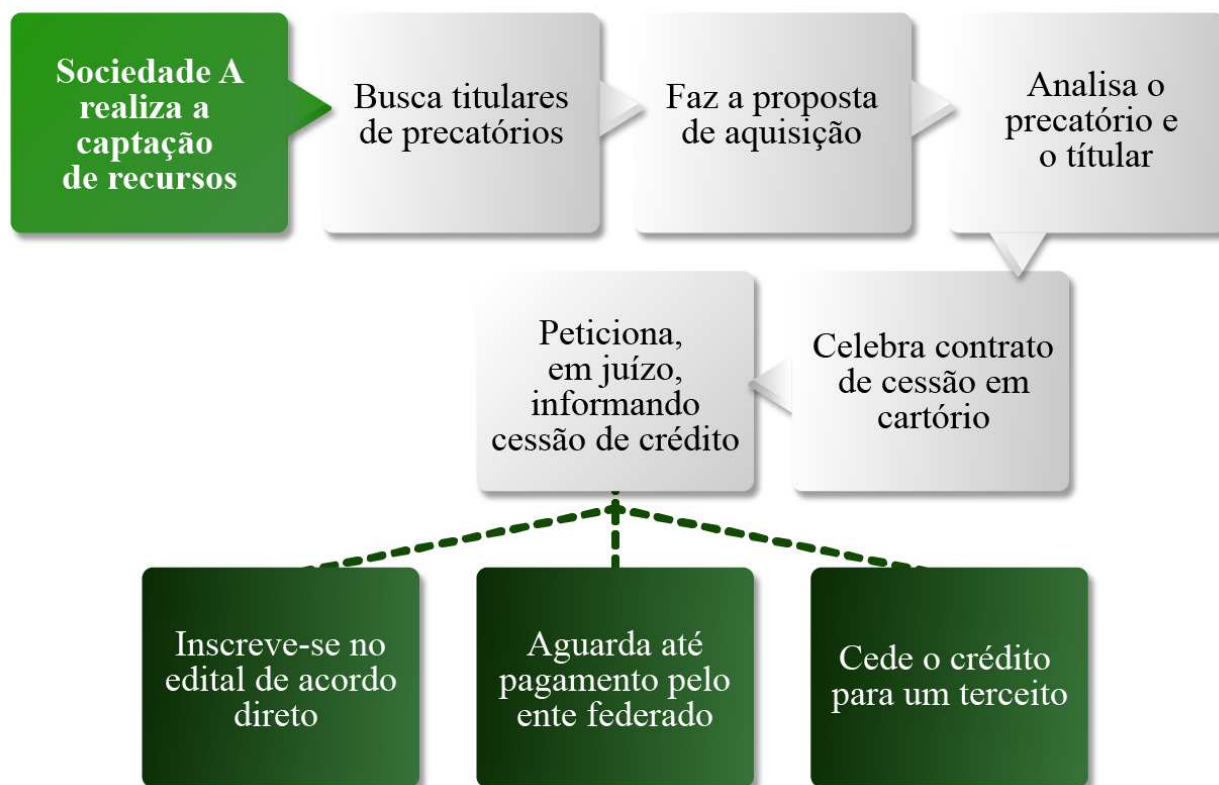 Sociedade A
realiza a
captação
de recursos
Busca titulares
de precatórios
Faz a proposta
de aquisição
Analisa o
precatório e
o títular
Celebra contrato
de cessão em
cartório
Peticiona,
em juízo,
informando
cessão de crédito
Inscreve-se no
edital de acordo
direto
Aguarda até
pagamento pelo
ente federado
Cede o crédito
para um terceito